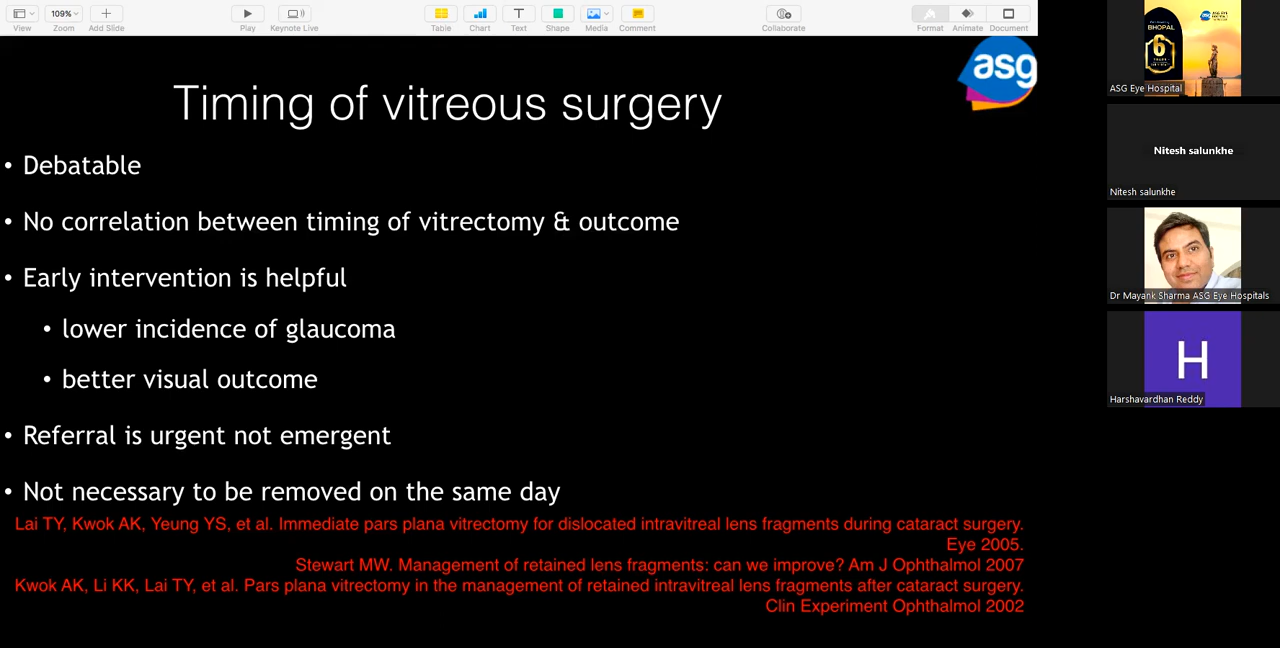 109%
View
Zoom
Add Slide
Play
Keynote Live
Table
Chart
Text
Shape
Media
Comment
Collaborate
Format
Animate
Document
asg
Timing of vitreous surgery
• Debatable
• No correlation between timing of vitrectomy & outcome
• Early intervention is helpful
• lower incidence of glaucoma
• better visual outcome
• Referral is urgent not emergent
• Not necessary to be removed on the same day
Lai TY, Kwok AK, Yeung YS, et al. Immediate pars plana vitrectomy for dislocated intravitreal lens fragments during cataract surgery.
Eye 2005.
Stewart MW. Management of retained lens fragments: can we improve? Am J Ophthalmol 2007
Kwok AK, Li KK, Lai TY, et al. Pars plana vitrectomy in the management of retained intravitreal lens fragments after cataract surgery.
Clin Experiment Ophthalmol 2002
BHOPAL
6
ASG Eye Hospital
Nitesh salunkhe
Nitesh salunkhe
Dr Mayank Sharma ASG Eye Hospitals
H
Harshavardhan Reddy